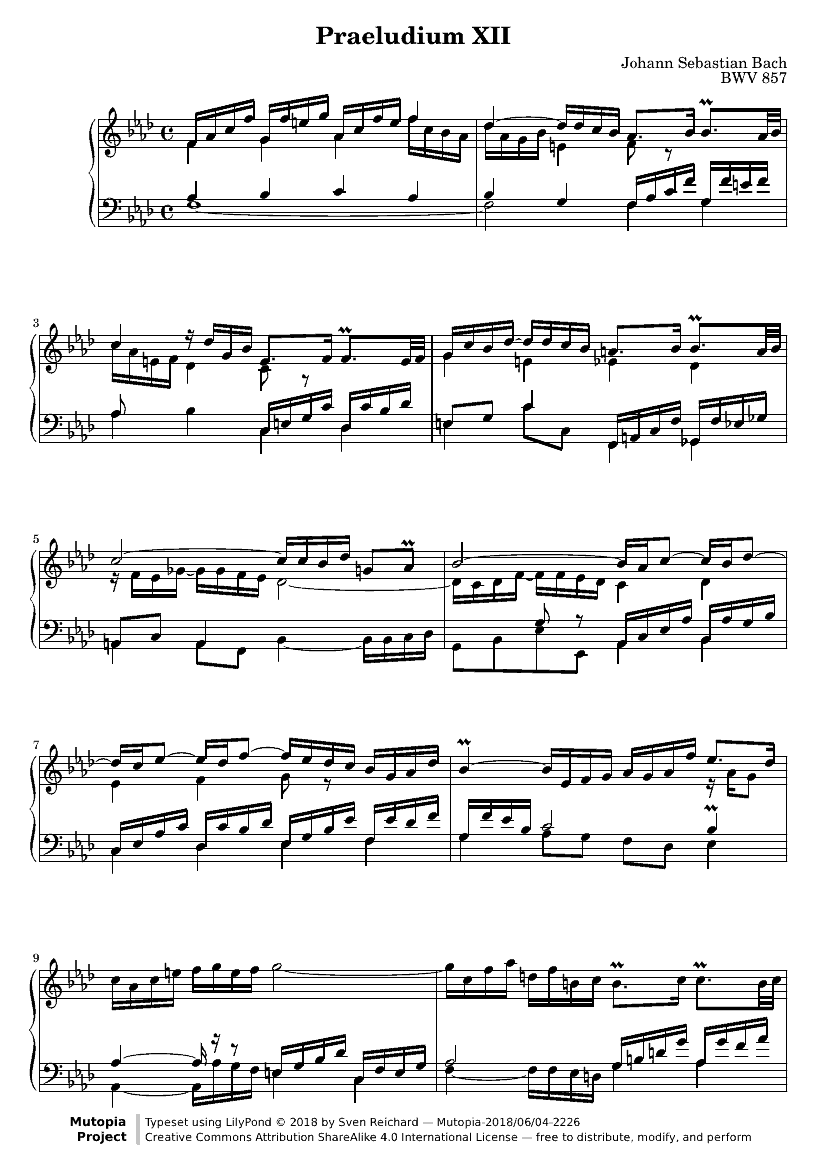 Praeludium XII
Johann Sebastian Bach
BWV 857
3
5
7
9
Mutopia Project
Typeset using LilyPond © 2018 by Sven Reichard — Mutopia-2018/06/04-2226
Creative Commons Attribution ShareAlike 4.0 International License — free to distribute, modify, and perform